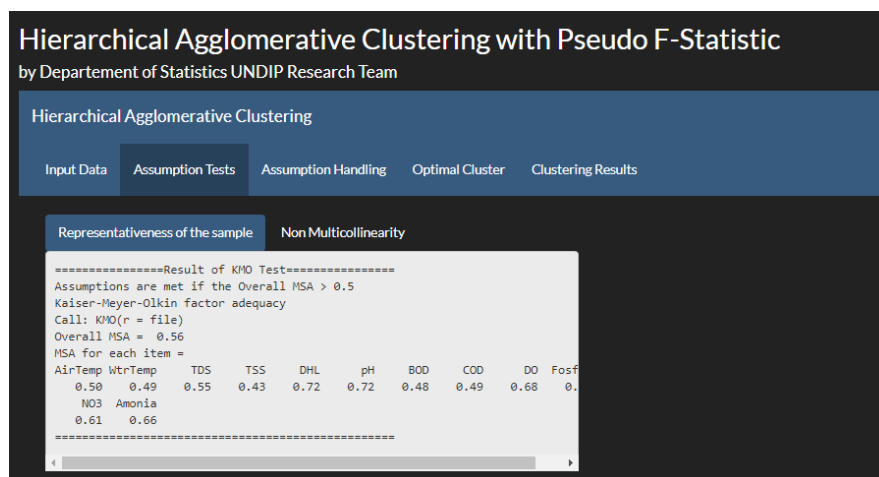 Hierarchical Agglomerative Clustering with Pseudo F-Statistic
by Departement of Statistics UNDIP Research Team
Hierarchical Agglomerative Clustering
Input Data Assumption Tests Assumption Handling Optimal Cluster Clustering Results
Representativeness of the sample Non Multicollinearity
================Result of KMO Test================
Assumptions are met if the Overall MSA > 0.5
Kaiser-Meyer-Olkin factor adequacy
Call: KMO(r = file)
Overall MSA = 0.56
MSA for each item =
AirTemp WtrTemp TDS TSS DHL pH BOD COD DO Fosf
0.50 0.49 0.55 0.43 0.72 0.72 0.48 0.49 0.68 0.
NO3 Amonia
0.61 0.66
==================================================